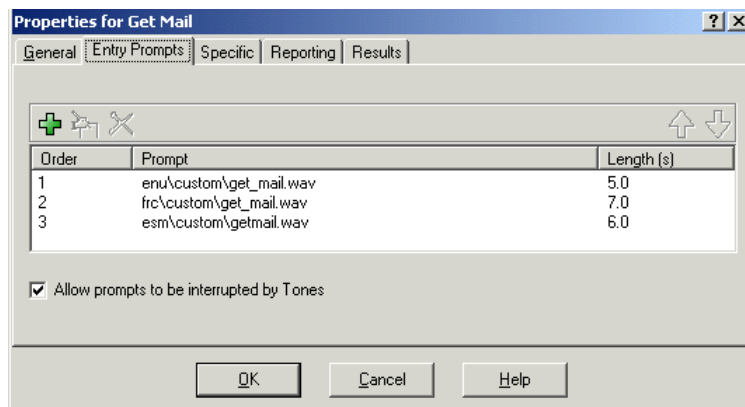 Properties for Get Mail
General Entry Prompts Specific Reporting Results
Order Prompt Length (s)
1 enu\custom\get_mail.wav 5.0
2 frc\custom\get_mail.wav 7.0
3 esm\custom\getmail.wav 6.0
Allow prompts to be interrupted by Tones
OK Cancel Help